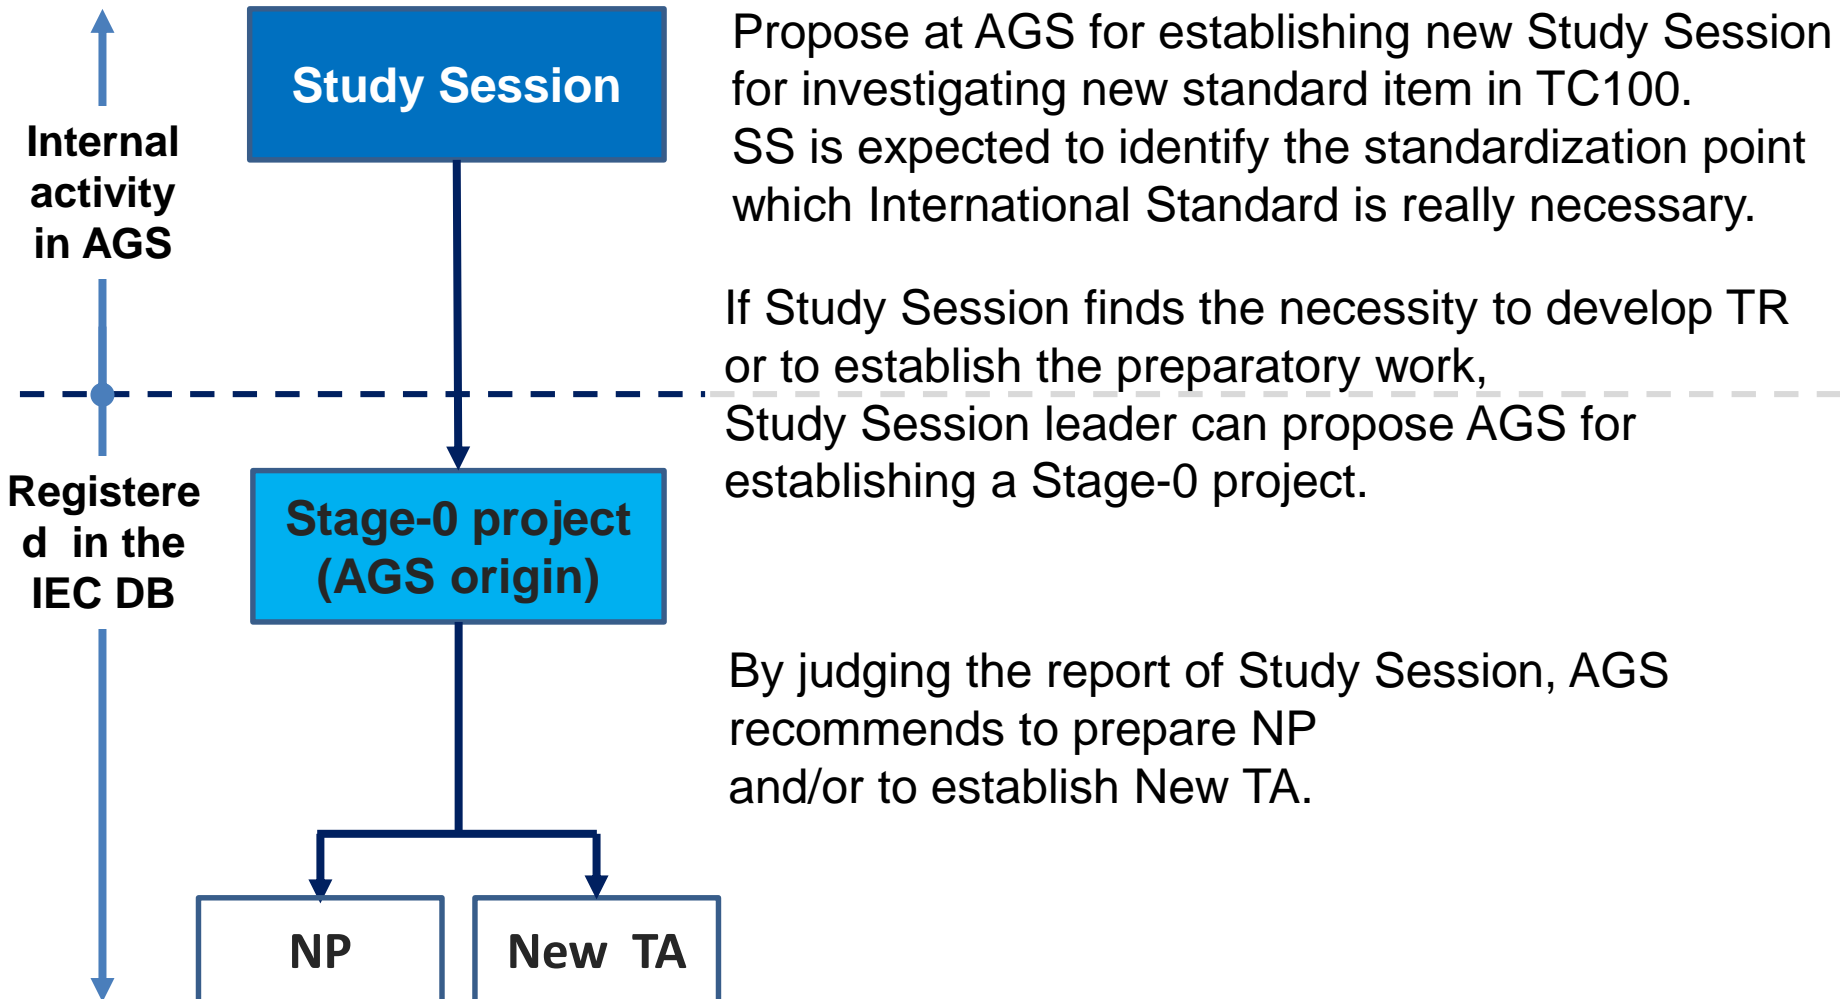 Study Session
Propose at AGS for establishing new Study Session
for investigating new standard item in TC100.
SS is expected to identify the standardization point
which International Standard is really necessary.
Internal
activity
in AGS
If Study Session finds the necessity to develop TR
or to establish the preparatory work,
Study Session leader can propose AGS for
establishing a Stage-0 project.
Registere
d in the
IEC DB
Stage-0 project
(AGS origin)
By judging the report of Study Session, AGS
recommends to prepare NP
and/or to establish New TA.
NP
New TA